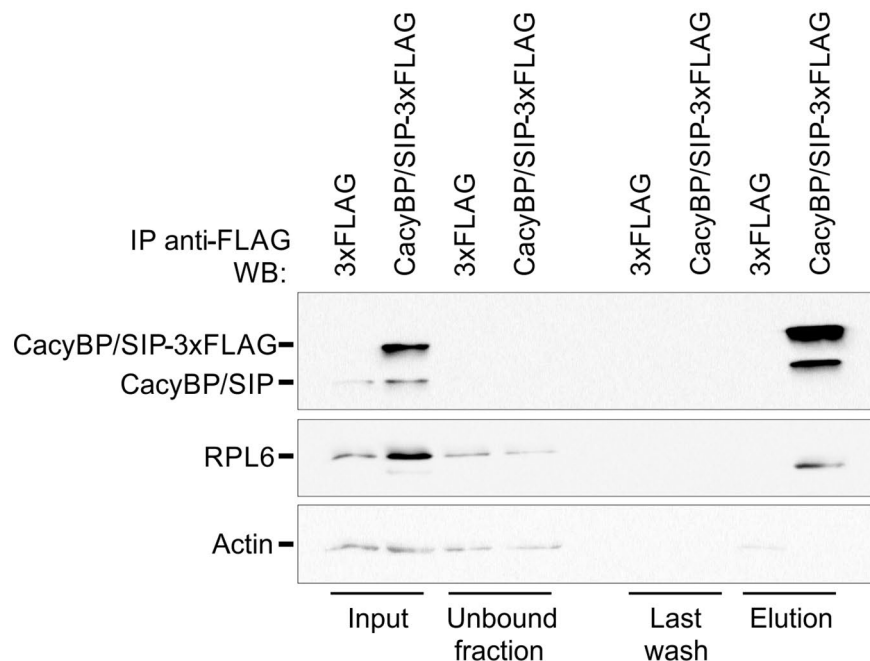 3xFLAG
CacyBP/SIP-3xFLAG
3xFLAG
CacyBP/SIP-3xFLAG
3xFLAG
CacyBP/SIP-3xFLAG
3xFLAG
CacyBP/SIP-3xFLAG
IP anti-FLAG
WB:
CacyBP/SIP-3xFLAG
CacyBP/SIP
RPL6
Actin
Input
Unbound
fraction
Last
wash
Elution